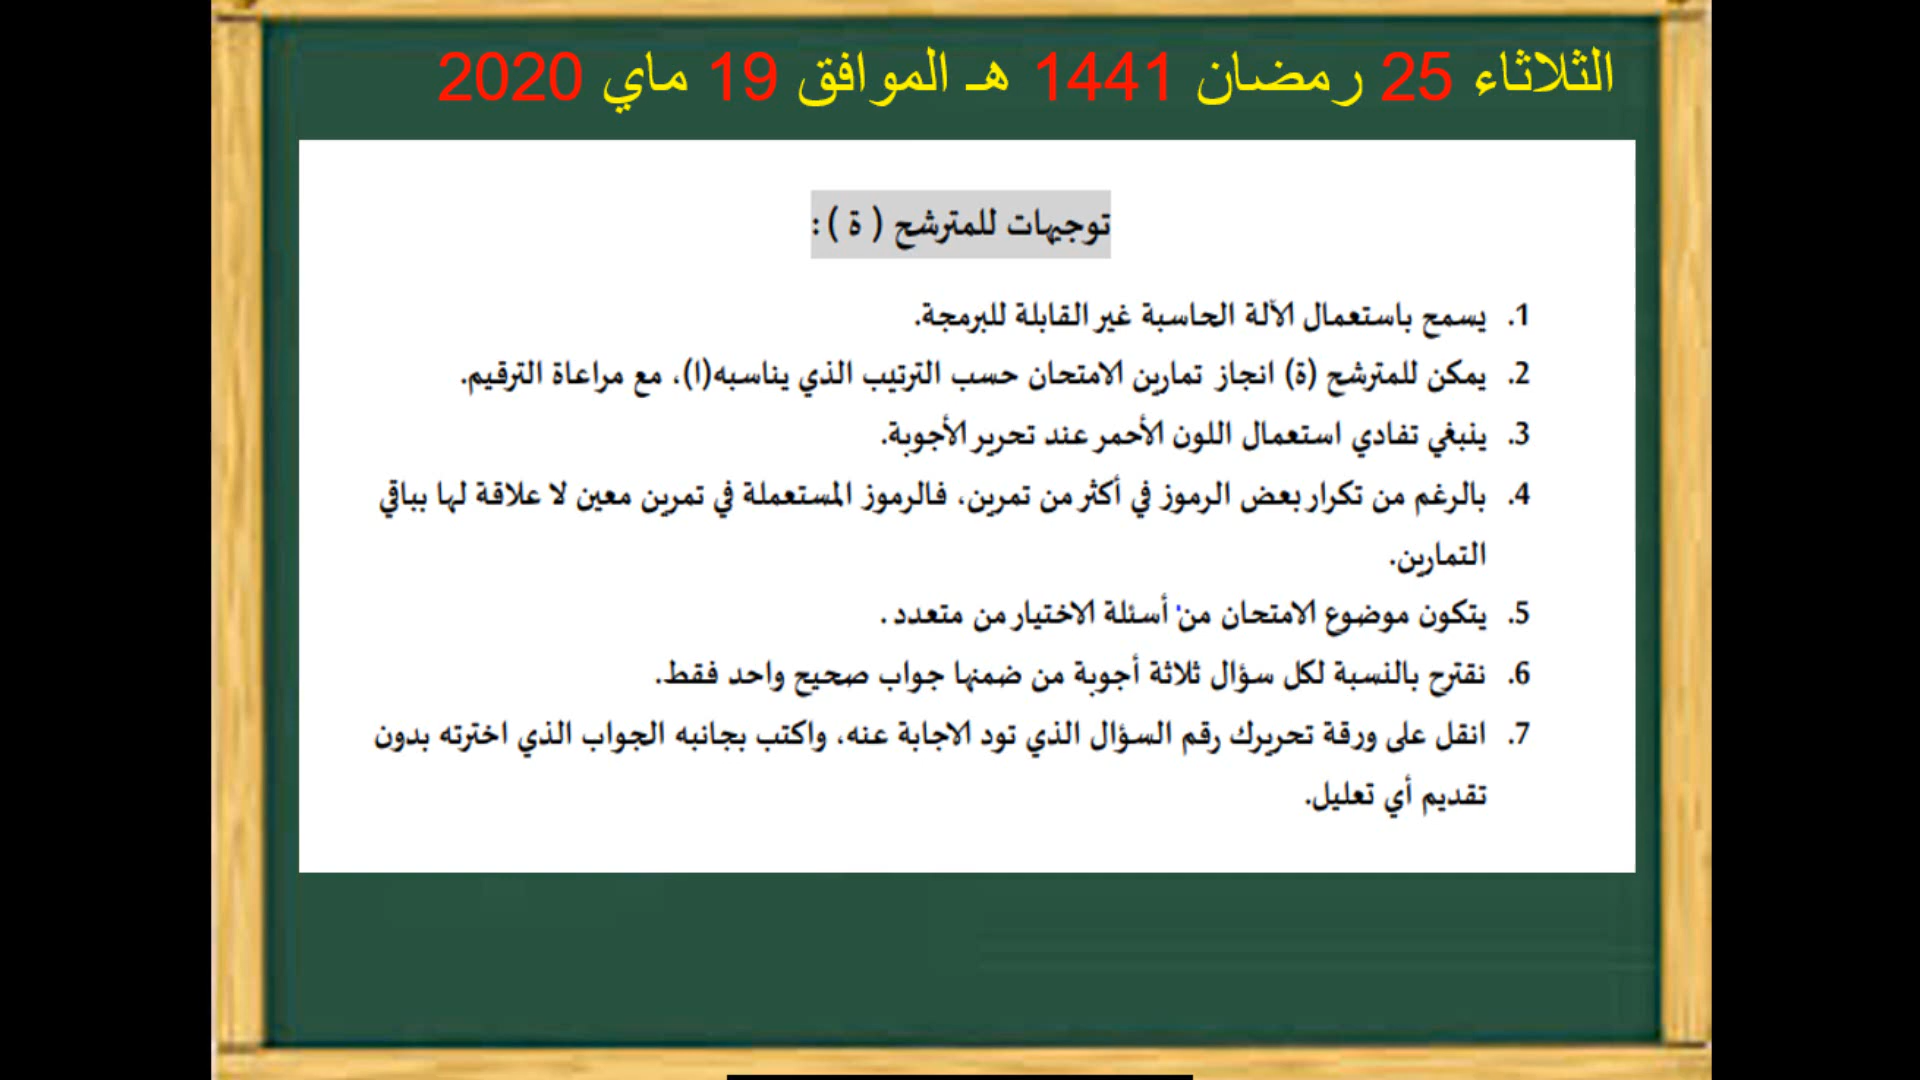 الثلاثاء 25 رمضان 1441 هـ الموافق 19 ماي 2020
توجيهات للمترشح ( ة ) :
1. يسمح باستعمال الآلة الحاسبة غير القابلة للبرمجة.
2. يمكن للمترشح (ة) انجاز تمارين الامتحان حسب الترتيب الذي يناسبه(ا)، مع مراعاة الترقيم.
3. ينبغي تفادي استعمال اللون الأحمر عند تحرير الأجوبة.
4. بالرغم من تكرار بعض الرموز في أكثر من تمرين، فالرموز المستعملة في تمرين معين لا علاقة لها بباقي
التمارين.
5. يتكون موضوع الامتحان من أسئلة الاختيار من متعدد .
6. نقترح بالنسبة لكل سؤال ثلاثة أجوبة من ضمنها جواب صحيح واحد فقط.
7. انقل على ورقة تحريرك رقم السؤال الذي تود الاجابة عنه، واكتب بجانبه الجواب الذي اخترته بدون
تقديم أي تعليل.